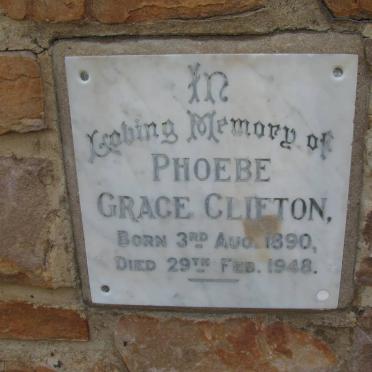 In
Loving Memory of
PHOEBE
GRACE CLIFTON,
BORN 3RD AUG. 1890,
DIED 29TH FEB. 1948.